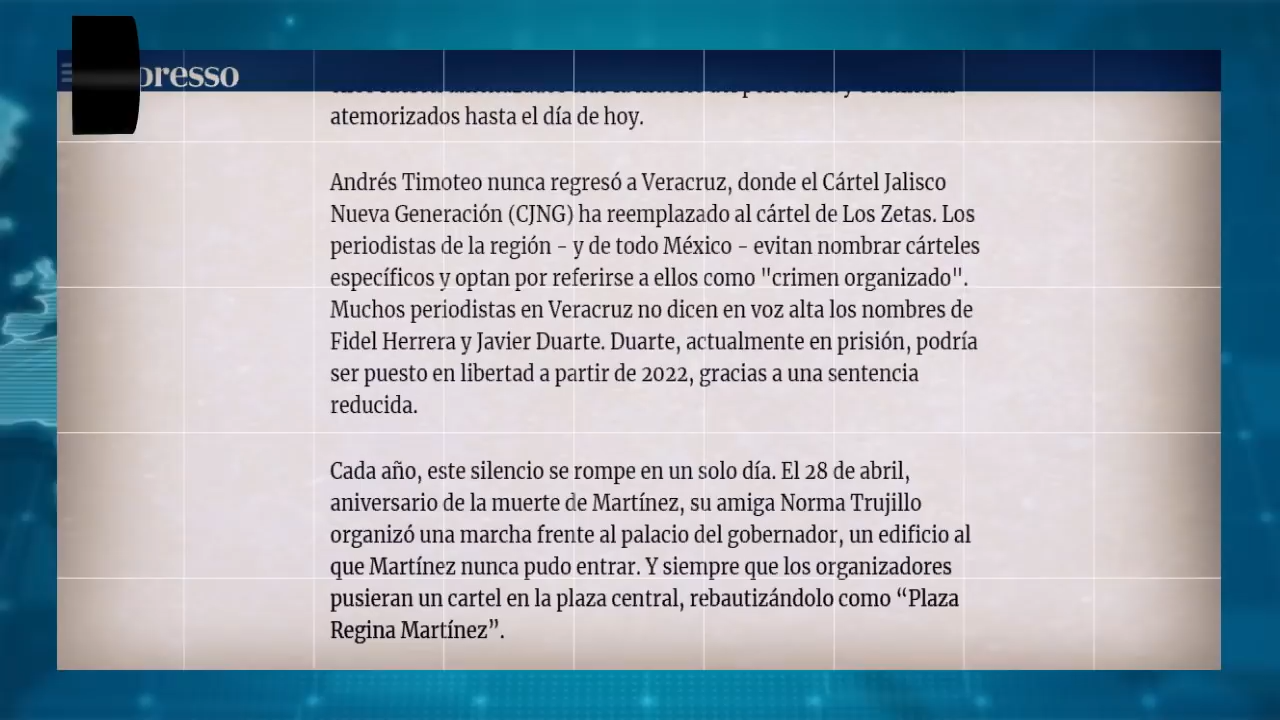 presso
atemorizados hasta el día de hoy.
Andrés Timoteo nunca regresó a Veracruz, donde el Cártel Jalisco
Nueva Generación (CJNG) ha reemplazado al cártel de Los Zetas. Los
periodistas de la región - y de todo México - evitan nombrar cárteles
específicos y optan por referirse a ellos como "crimen organizado".
Muchos periodistas en Veracruz no dicen en voz alta los nombres de
Fidel Herrera y Javier Duarte. Duarte, actualmente en prisión, podría
ser puesto en libertad a partir de 2022, gracias a una sentencia
reducida.
Cada año, este silencio se rompe en un solo día. El 28 de abril,
aniversario de la muerte de Martínez, su amiga Norma Trujillo
organizó una marcha frente al palacio del gobernador, un edificio al
que Martínez nunca pudo entrar. Y siempre que los organizadores
pusieran un cartel en la plaza central, rebautizándolo como “Plaza
Regina Martínez”.